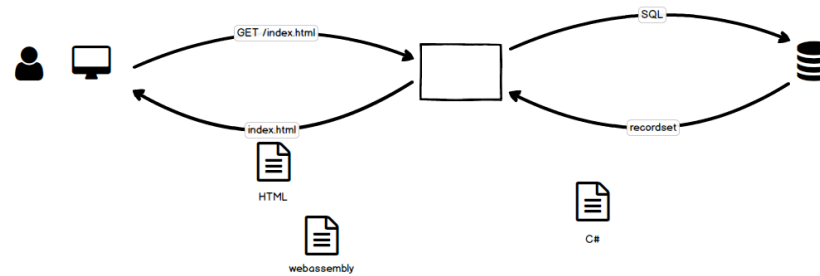 SQL
GET /index.html
index.html
recordset
HTML
C#
webassembly